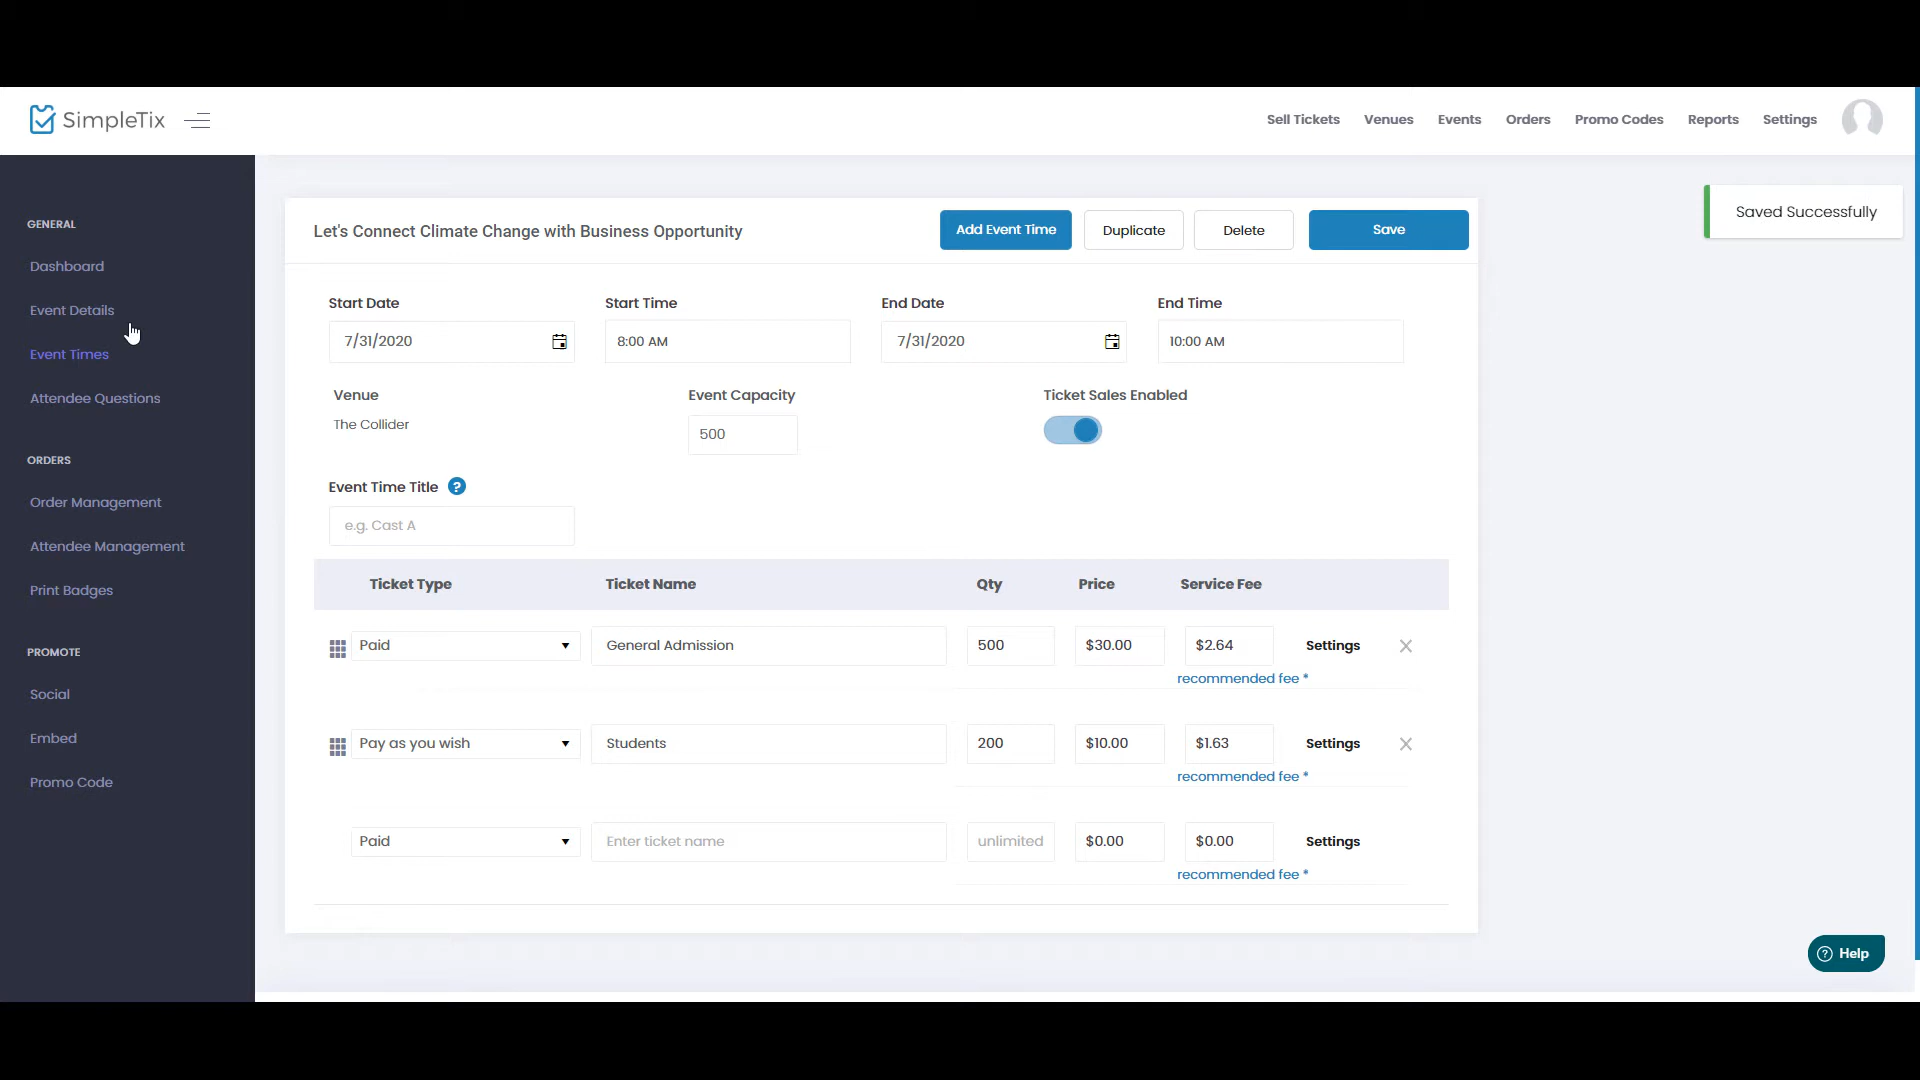 SimpleTix
Sell Tickets Venues Events Orders Promo Codes Reports Settings
Saved Successfully
GENERAL
Dashboard
Event Details
Event Times
Attendee Questions
ORDERS
Order Management
Attendee Management
Print Badges
PROMOTE
Social
Embed
Promo Code
Let's Connect Climate Change with Business Opportunity
Add Event Time Duplicate Delete Save
Start Date Start Time End Date End Time
7/31/2020 8:00 AM 7/31/2020 10:00 AM
Venue Event Capacity Ticket Sales Enabled
The Collider
500
Event Time Title ?
e.g. Cast A
Ticket Type Ticket Name Qty Price Service Fee
Paid General Admission 500 $30.00 $2.64 Settings
recommended fee *
Pay as you wish Students 200 $10.00 $1.63 Settings
recommended fee *
Paid Enter ticket name unlimited $0.00 $0.00 Settings
recommended fee *
? Help